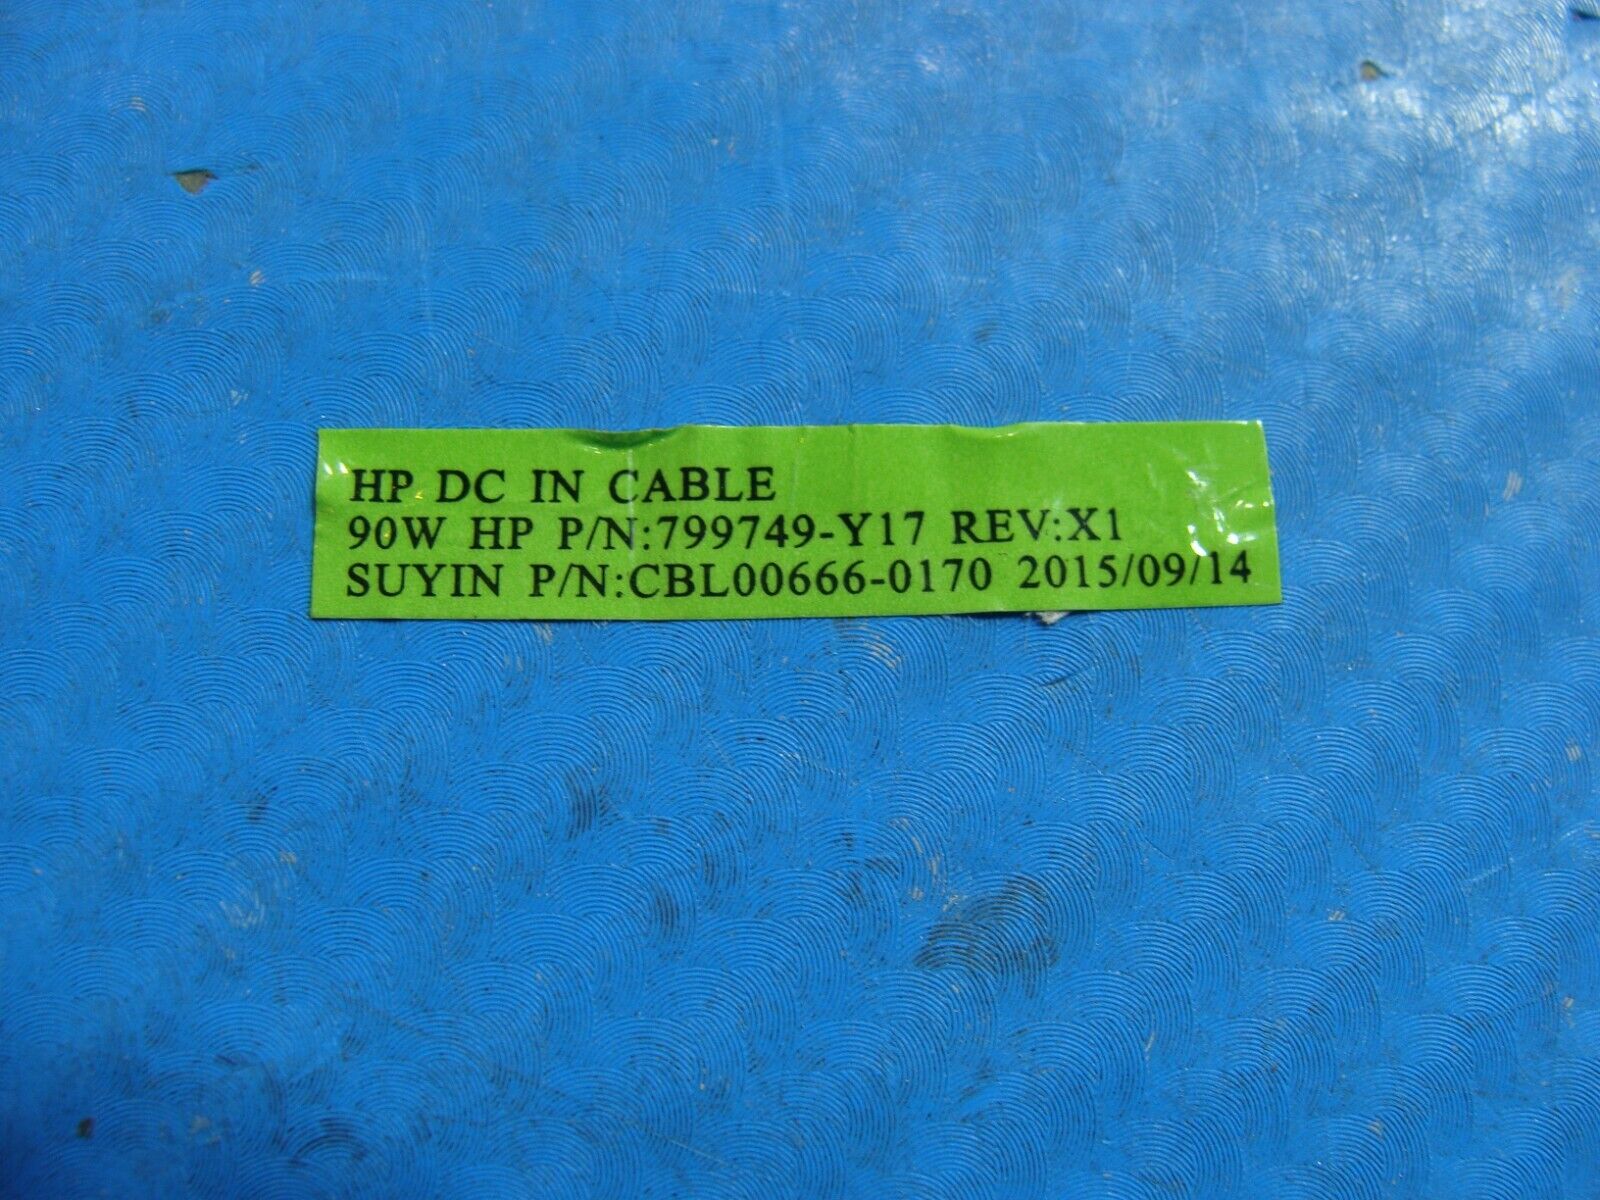 HP DC IN CABLE
90W HP P/N:799749-Y17 REV:X1
SUYIN P/N:CBL00666-0170 2015/09/14